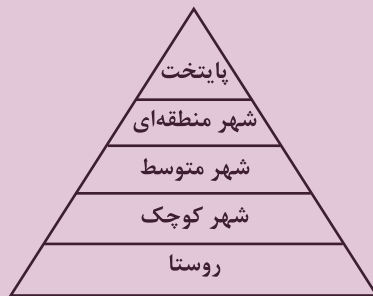 پایتخت
شهر منطقه‌ای
شهر متوسط
شهر کوچک
روستا